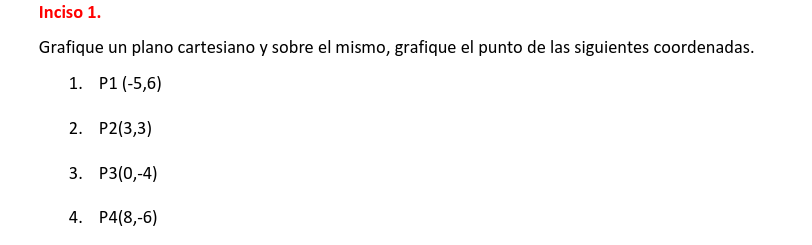 Inciso 1.
Grafique un plano cartesiano y sobre el mismo, grafique el punto de las siguientes coordenadas.
1. P1 (-5,6)
2. P2(3,3)
3. P3(0,-4)
4. P4(8,-6)